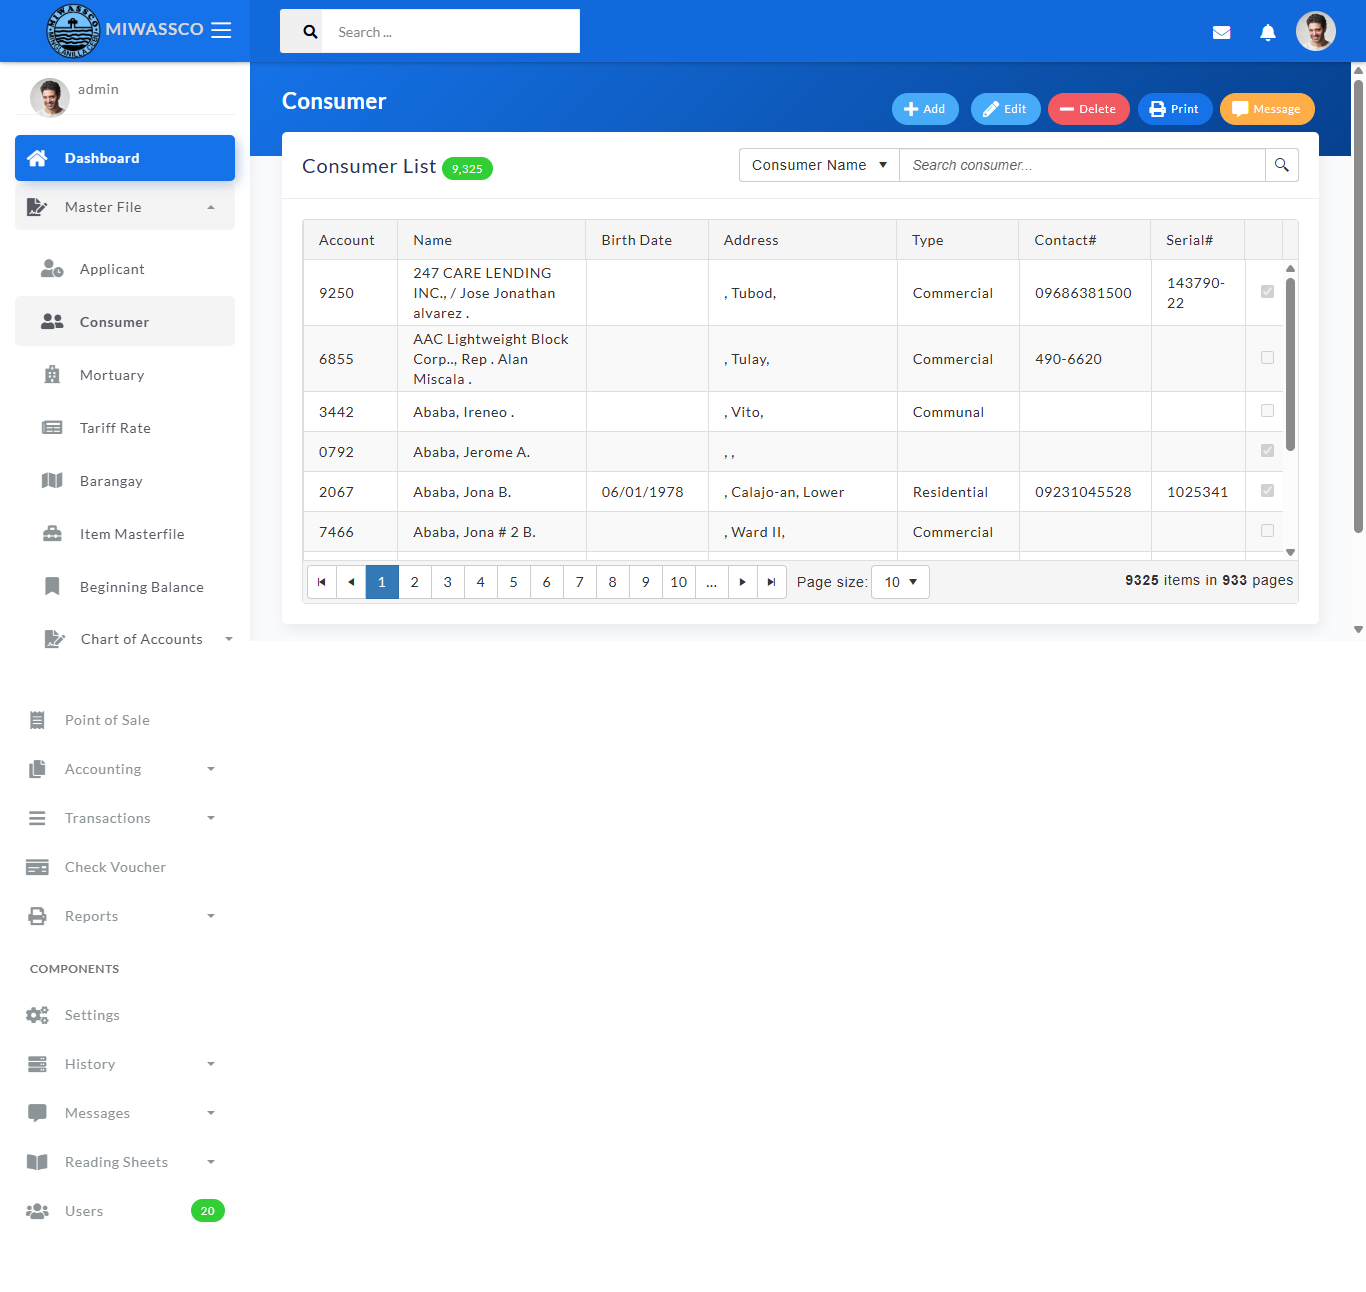 MIWASSCO
Search ...
admin
Dashboard
Master File
Applicant
Consumer
Mortuary
Tariff Rate
Barangay
Item Masterfile
Beginning Balance
Chart of Accounts
Point of Sale
Accounting
Transactions
Check Voucher
Reports
COMPONENTS
Settings
History
Messages
Reading Sheets
Users 20
Consumer
Add Edit Delete Print Message
Consumer List 9,325
Consumer Name Search consumer...
Account Name Birth Date Address Type Contact# Serial#
9250 247 CARE LENDING INC., / Jose Jonathan alvarez . , Tubod, Commercial 09686381500 143790-22
6855 AAC Lightweight Block Corp.., Rep . Alan Miscala . , Tulay, Commercial 490-6620
3442 Ababa, Ireneo . , Vito, Communal
0792 Ababa, Jerome A. , ,
2067 Ababa, Jona B. 06/01/1978 , Calajo-an, Lower Residential 09231045528 1025341
7466 Ababa, Jona # 2 B. , Ward II, Commercial
1 2 3 4 5 6 7 8 9 10 ... Page size: 10 9325 items in 933 pages